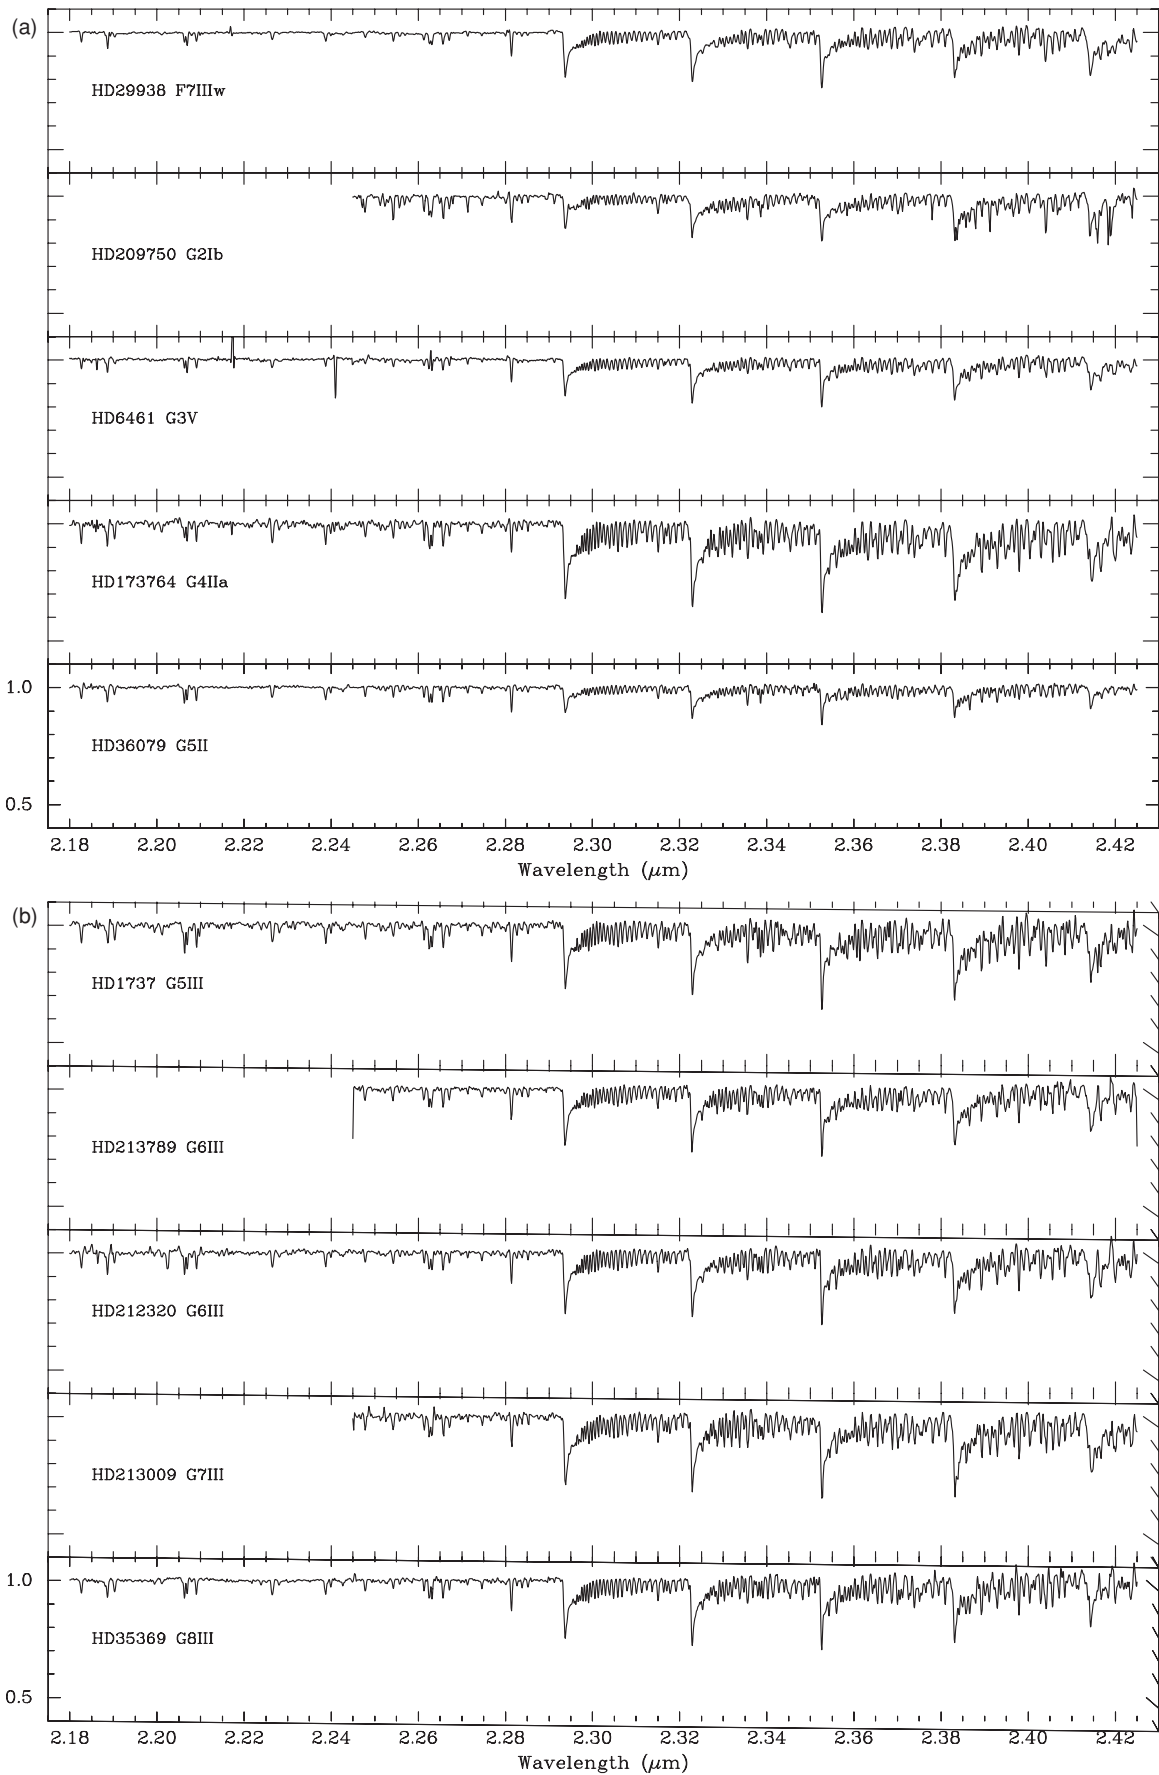 (a)
HD29938 F7IIIw
HD209750 G2Ib
HD6461 G3V
HD173764 G4IIa
1.0
HD36079 G5II
0.5
2.18 2.20 2.22 2.24 2.26 2.28 2.30 2.32 2.34 2.36 2.38 2.40 2.42
Wavelength (μm)
(b)
HD1737 G5III
HD213789 G6III
HD212320 G6III
HD213009 G7III
1.0
HD35369 G8III
0.5
2.18 2.20 2.22 2.24 2.26 2.28 2.30 2.32 2.34 2.36 2.38 2.40 2.42
Wavelength (μm)